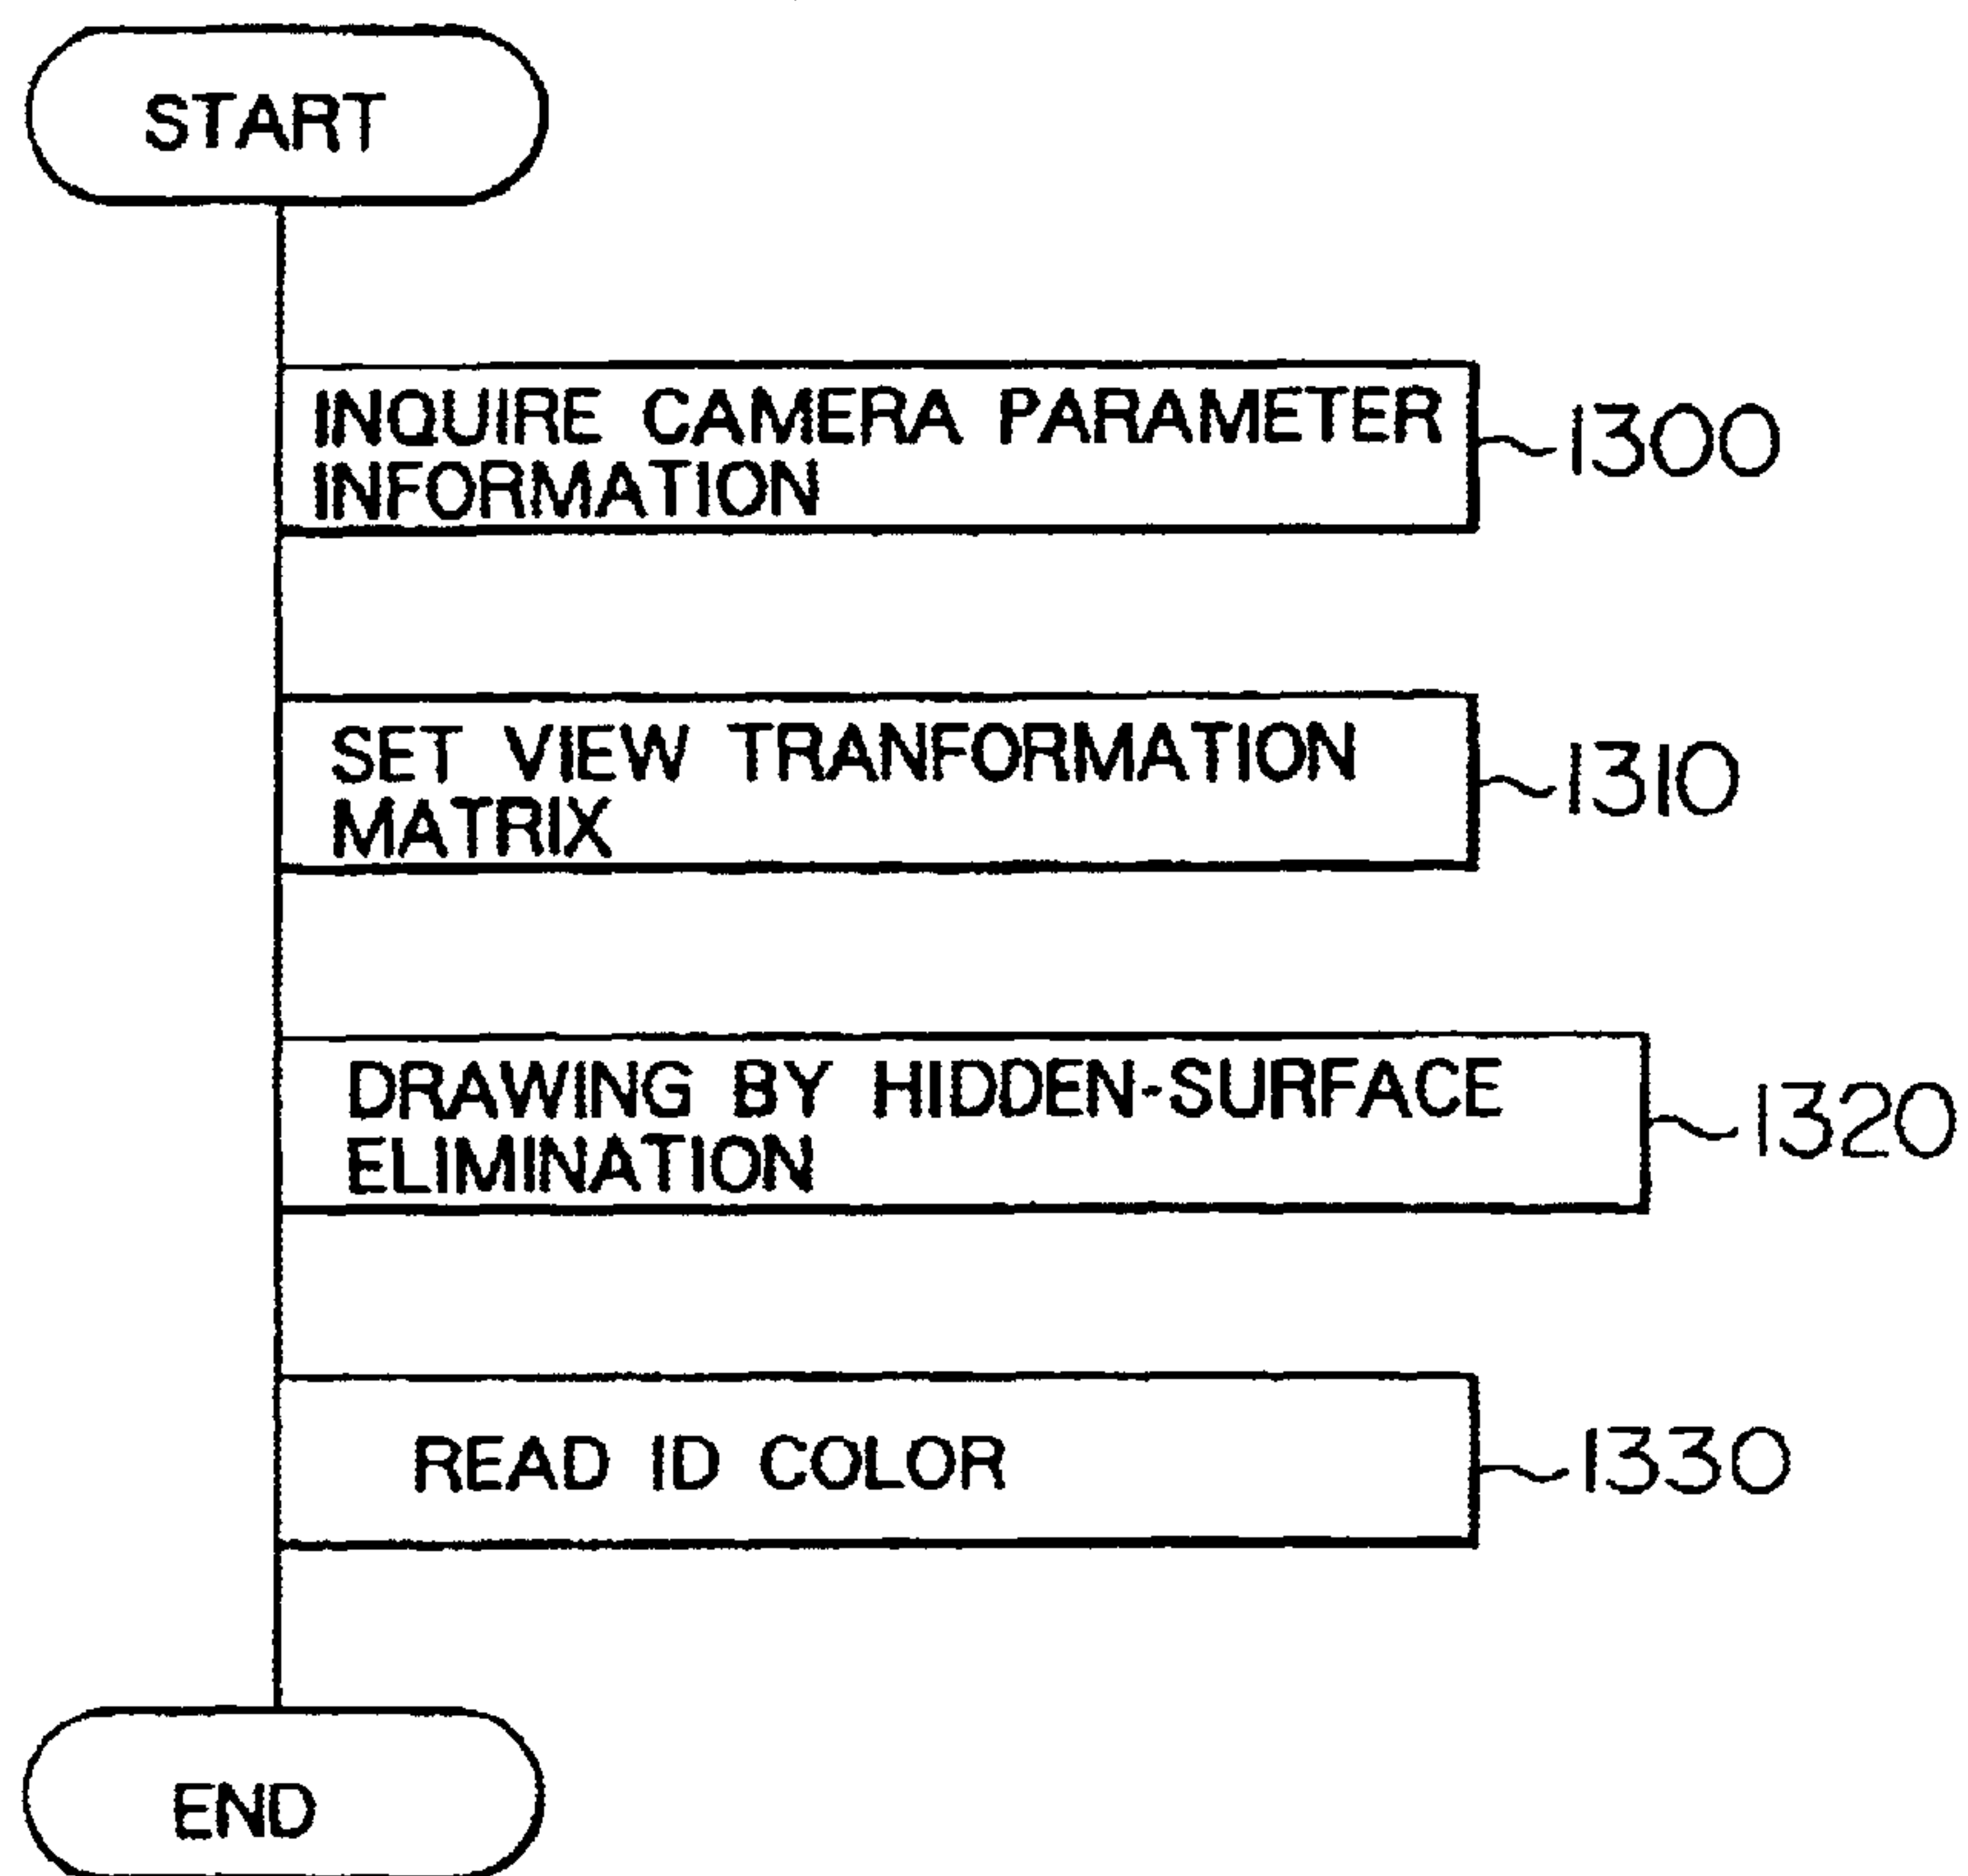 START
INQUIRE CAMERA PARAMETER
INFORMATION
1300
SET VIEW TRANFORMATION
MATRIX
1310
DRAWING BY HIDDEN-SURFACE
ELIMINATION
1320
READ ID COLOR
1330
END